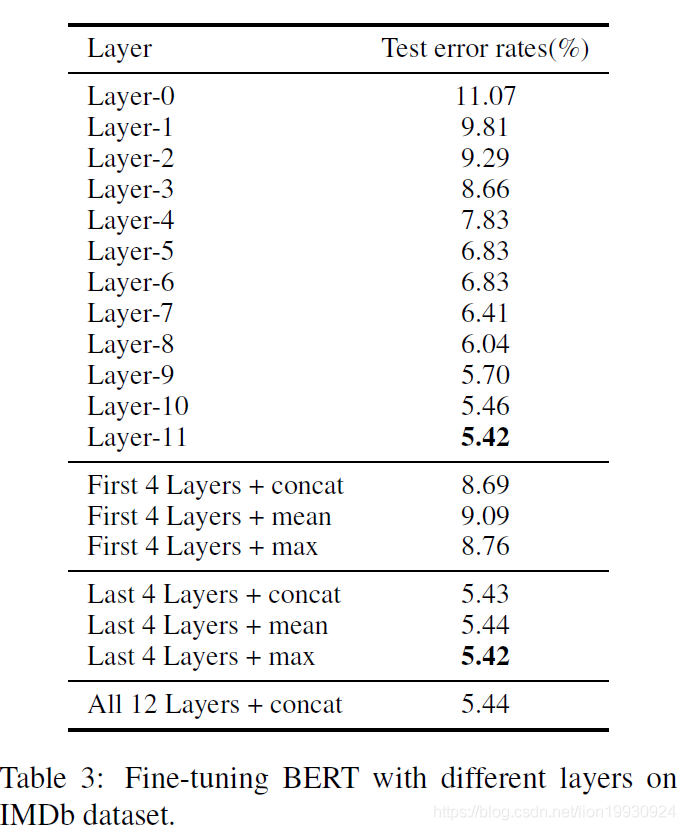 Layer Test error rates(%)
Layer-0 11.07
Layer-1 9.81
Layer-2 9.29
Layer-3 8.66
Layer-4 7.83
Layer-5 6.83
Layer-6 6.83
Layer-7 6.41
Layer-8 6.04
Layer-9 5.70
Layer-10 5.46
Layer-11 5.42
First 4 Layers + concat 8.69
First 4 Layers + mean 9.09
First 4 Layers + max 8.76
Last 4 Layers + concat 5.43
Last 4 Layers + mean 5.44
Last 4 Layers + max 5.42
All 12 Layers + concat 5.44
Table 3: Fine-tuning BERT with different layers on
IMDb dataset.
https://blog.csdn.net/lion19930924